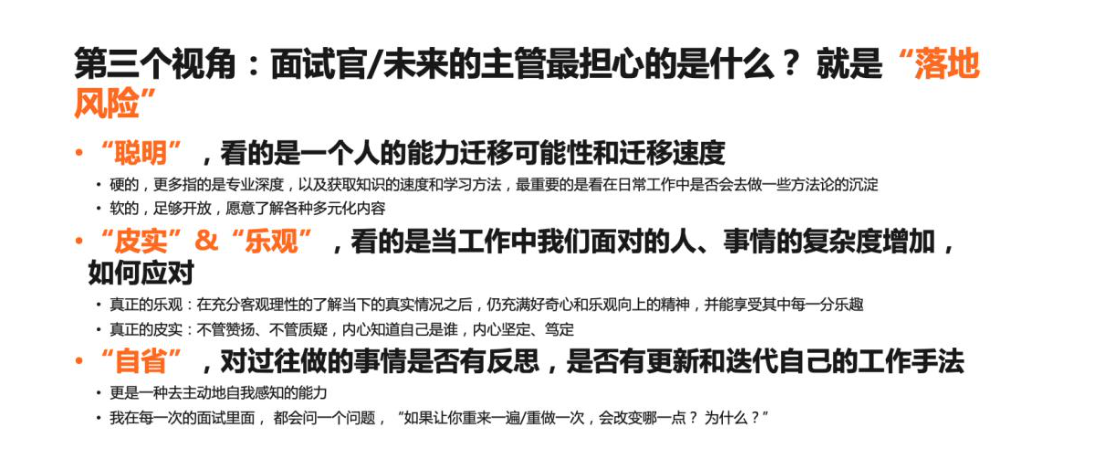 第三个视角：面试官/未来的主管最担心的是什么？ 就是“落地
风险”
• “聪明”，看的是一个人的能力迁移可能性和迁移速度
• 硬的，更多指的是专业深度，以及获取知识的速度和学习方法，最重要的是看在日常工作中是否会去做一些方法论的沉淀
• 软的，足够开放，愿意了解各种多元化内容
• “皮实”&“乐观”，看的是当工作中我们面对的人、事情的复杂度增加，
如何应对
• 真正的乐观：在充分客观理性的了解当下的真实情况之后，仍充满好奇心和乐观向上的精神，并能享受其中每一分乐趣
• 真正的皮实：不管赞扬、不管质疑，内心知道自己是谁，内心坚定、笃定
• “自省”，对过往做的事情是否有反思，是否有更新和迭代自己的工作手法
• 更是一种去主动地自我感知的能力
• 我在每一次的面试里面， 都会问一个问题， “如果让你重来一遍/重做一次，会改变哪一点？ 为什么？”